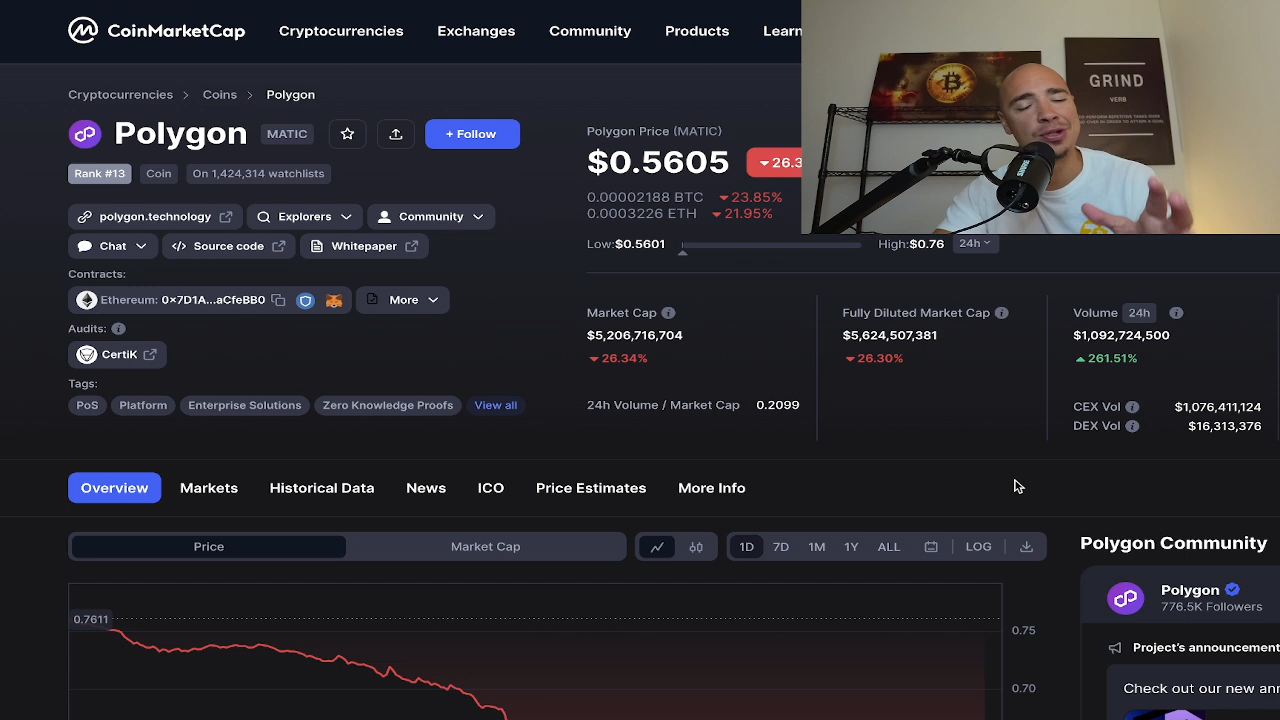 CoinMarketCap
Cryptocurrencies Exchanges Community Products Learn
Cryptocurrencies > Coins > Polygon
Polygon MATIC + Follow
Rank #13 Coin On 1,424,314 watchlists
polygon.technology Explorers Community
Chat Source code Whitepaper
Contracts:
Ethereum: 0x7D1A...aCfeBB0 More
Audits:
CertiK
Tags:
PoS Platform Enterprise Solutions Zero Knowledge Proofs View all
Polygon Price (MATIC)
$0.5605 26.3
0.00002188 BTC 23.85%
0.0003226 ETH 21.95%
Low:$0.5601 High:$0.76 24h
Market Cap
$5,206,716,704
26.34%
Fully Diluted Market Cap
$5,624,507,381
26.30%
Volume 24h
$1,092,724,500
261.51%
24h Volume / Market Cap 0.2099
CEX Vol $1,076,411,124
DEX Vol $16,313,376
GRIND
VERB
Overview Markets Historical Data News ICO Price Estimates More Info
Price Market Cap 1D 7D 1M 1Y ALL LOG
0.7611
0.75
0.70
Polygon Community
Polygon
776.5K Followers
Project's announcement
Check out our new ann